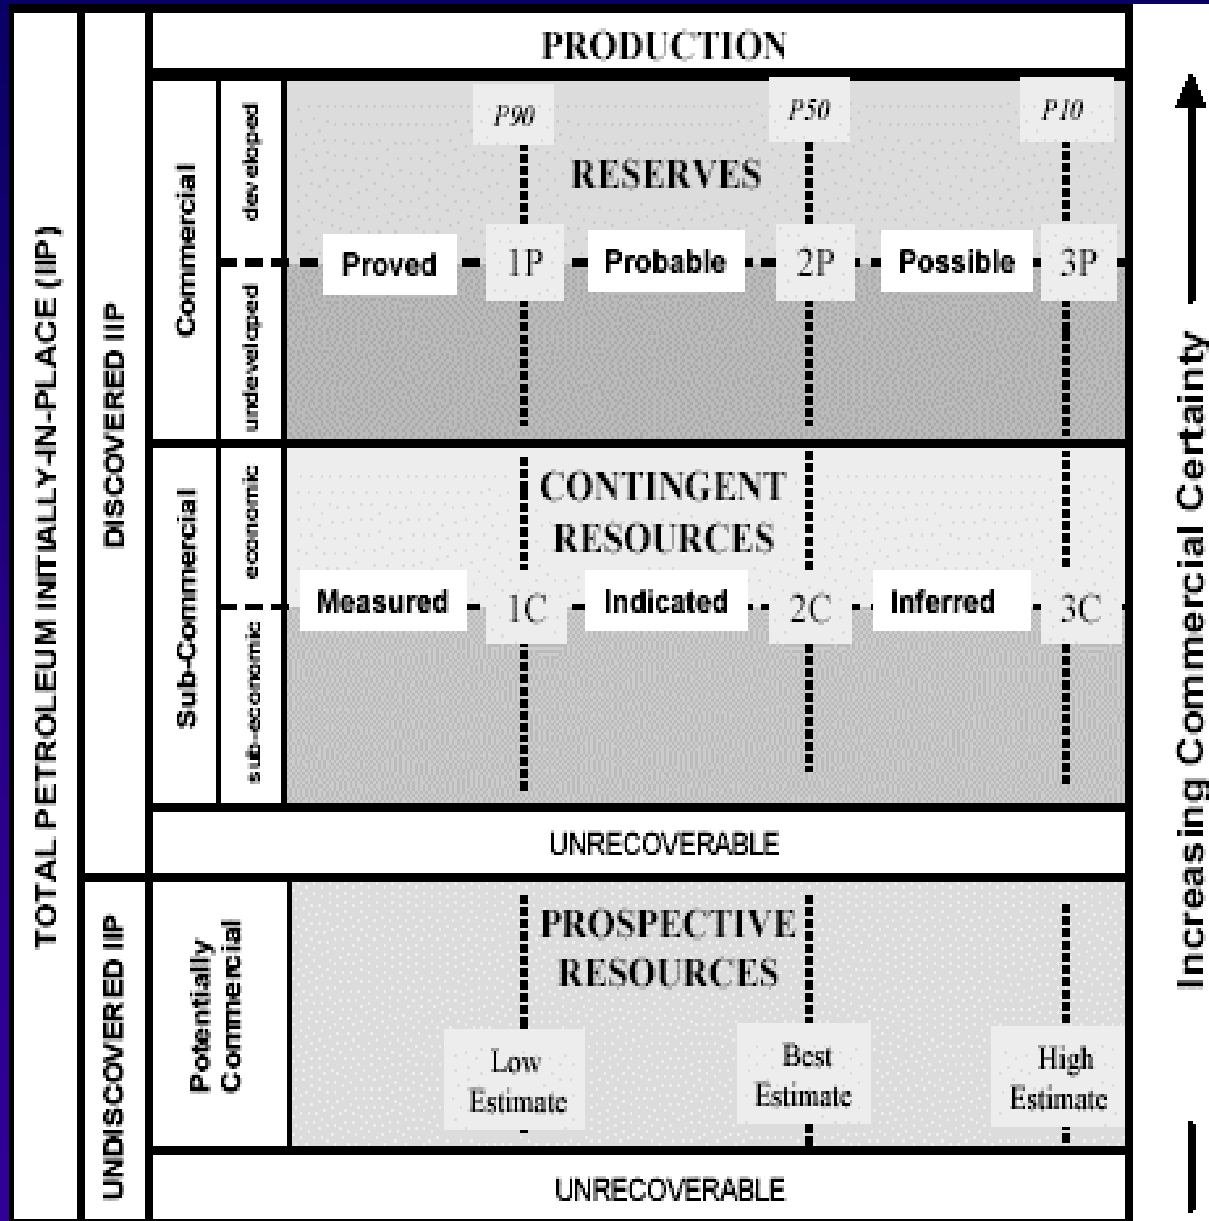 TOTAL PETROLEUM INITIALLY-IN-PLACE (IIP)
DISCOVERED IIP
UNDISCOVERED IIP
PRODUCTION
Commercial
developed
undeveloped
P90
P50
P10
RESERVES
Proved
1P
Probable
2P
Possible
3P
Sub-Commercial
economic
sub-economic
CONTINGENT
RESOURCES
Measured
1C
Indicated
2C
Inferred
3C
UNRECOVERABLE
Potentially
Commercial
PROSPECTIVE
RESOURCES
Low
Estimate
Best
Estimate
High
Estimate
UNRECOVERABLE
Increasing Commercial Certainty